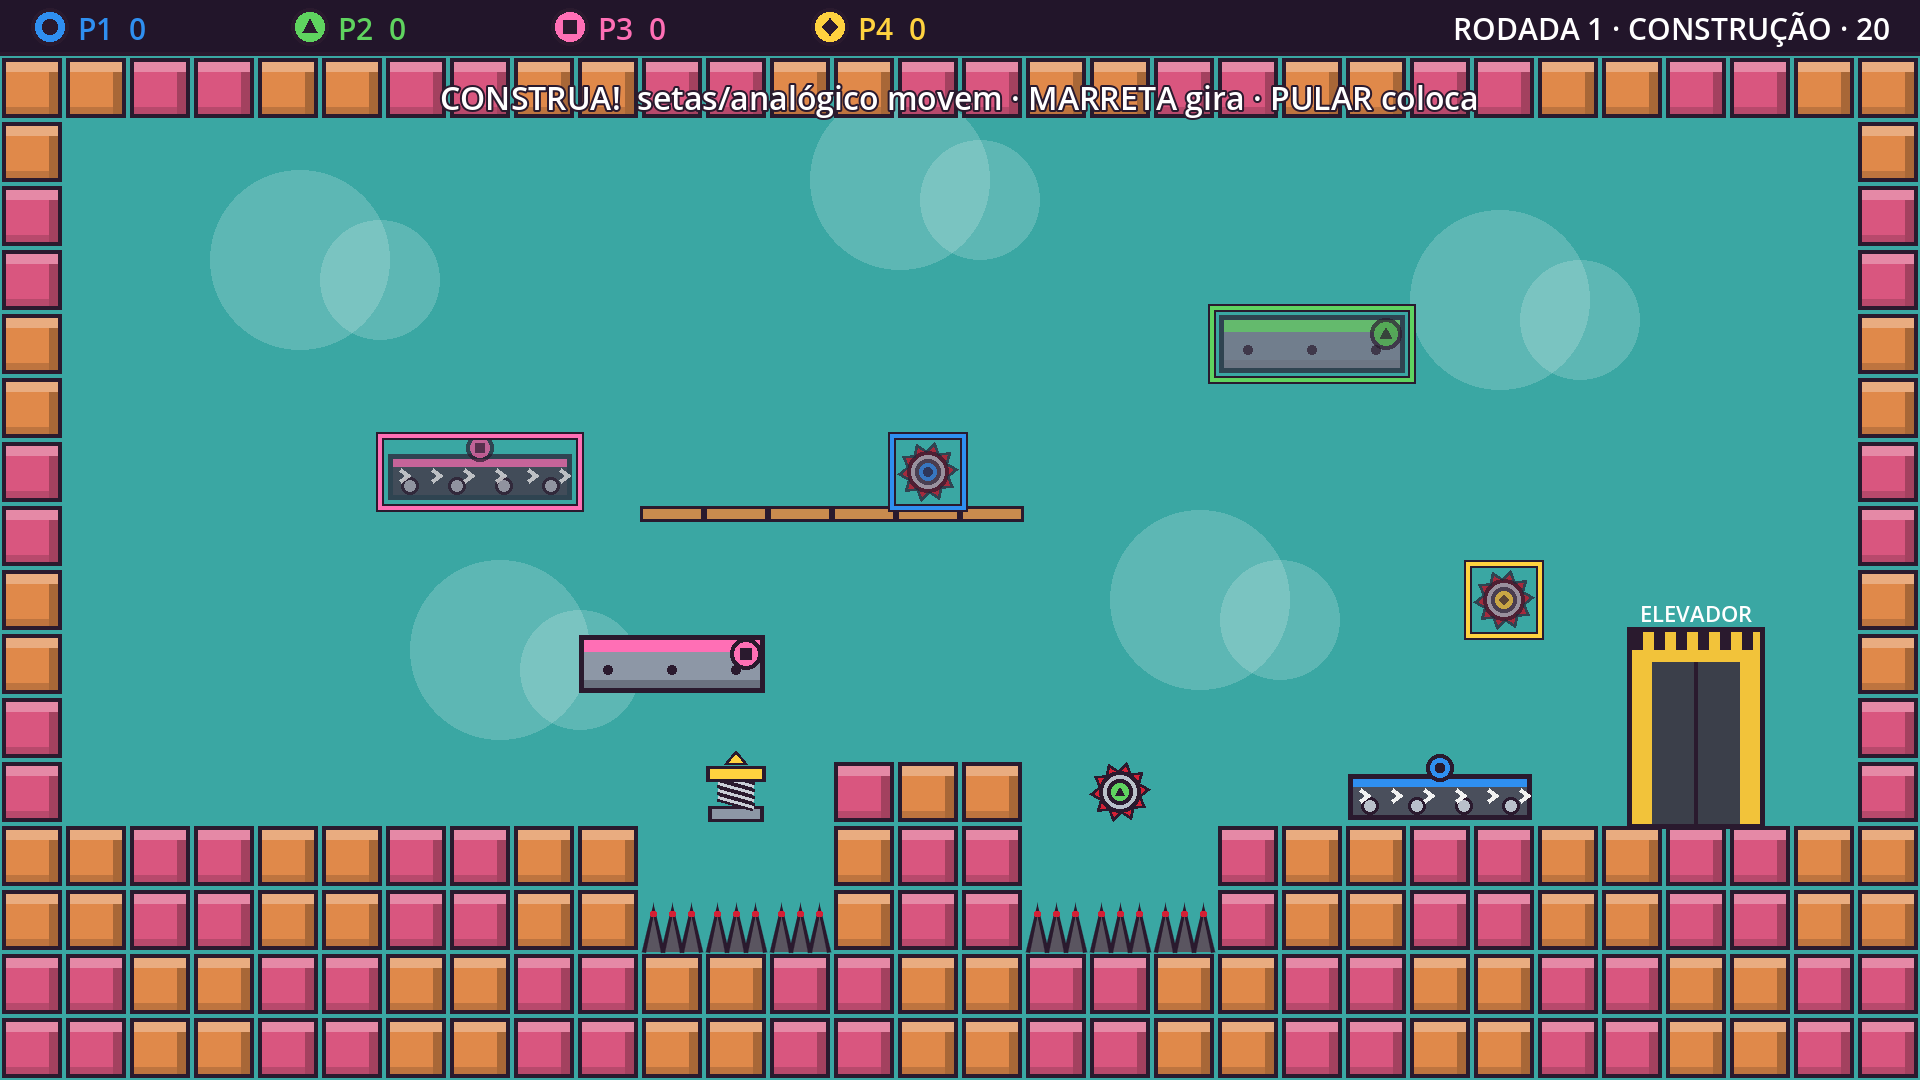 P1 0 P2 0 P3 0 P4 0 RODADA 1 · CONSTRUÇÃO · 20
CONSTRUA! setas/analógico movem · MARRETA gira · PULAR coloca
ELEVADOR